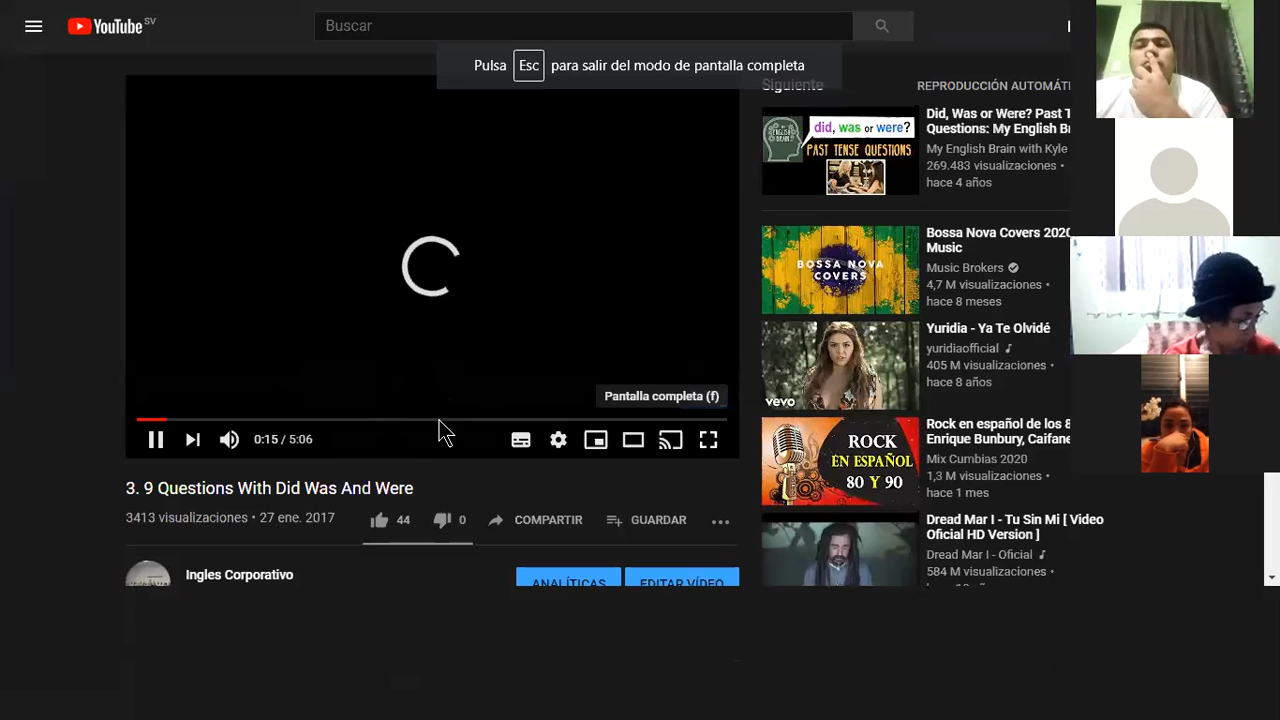 YouTube SV
Buscar
Pulsa Esc para salir del modo de pantalla completa
Siguiente
REPRODUCCIÓN AUTOMÁTI
ENGLISH BRAIN
did, was or were?
PAST TENSE QUESTIONS
Did, Was or Were? Past T
Questions: My English Br
My English Brain with Kyle
269.483 visualizaciones •
hace 4 años
BOSSA NOVA
COVERS
Bossa Nova Covers 2020
Music
Music Brokers
4,7 M visualizaciones •
hace 8 meses
vevo
Yuridia - Ya Te Olvidé
yuridiaofficial
405 M visualizaciones •
hace 8 años
ROCK
EN ESPAÑOL
80 Y 90
Rock en español de los 8
Enrique Bunbury, Caifane
Mix Cumbias 2020
1,3 M visualizaciones •
hace 1 mes
Dread Mar I - Tu Sin Mi [ Video
Oficial HD Version ]
Dread Mar I - Oficial
584 M visualizaciones •
Pantalla completa (f)
0:15 / 5:06
3. 9 Questions With Did Was And Were
3413 visualizaciones • 27 ene. 2017
44
0
COMPARTIR
GUARDAR
Ingles Corporativo
ANALÍTICAS
EDITAR VÍDEO